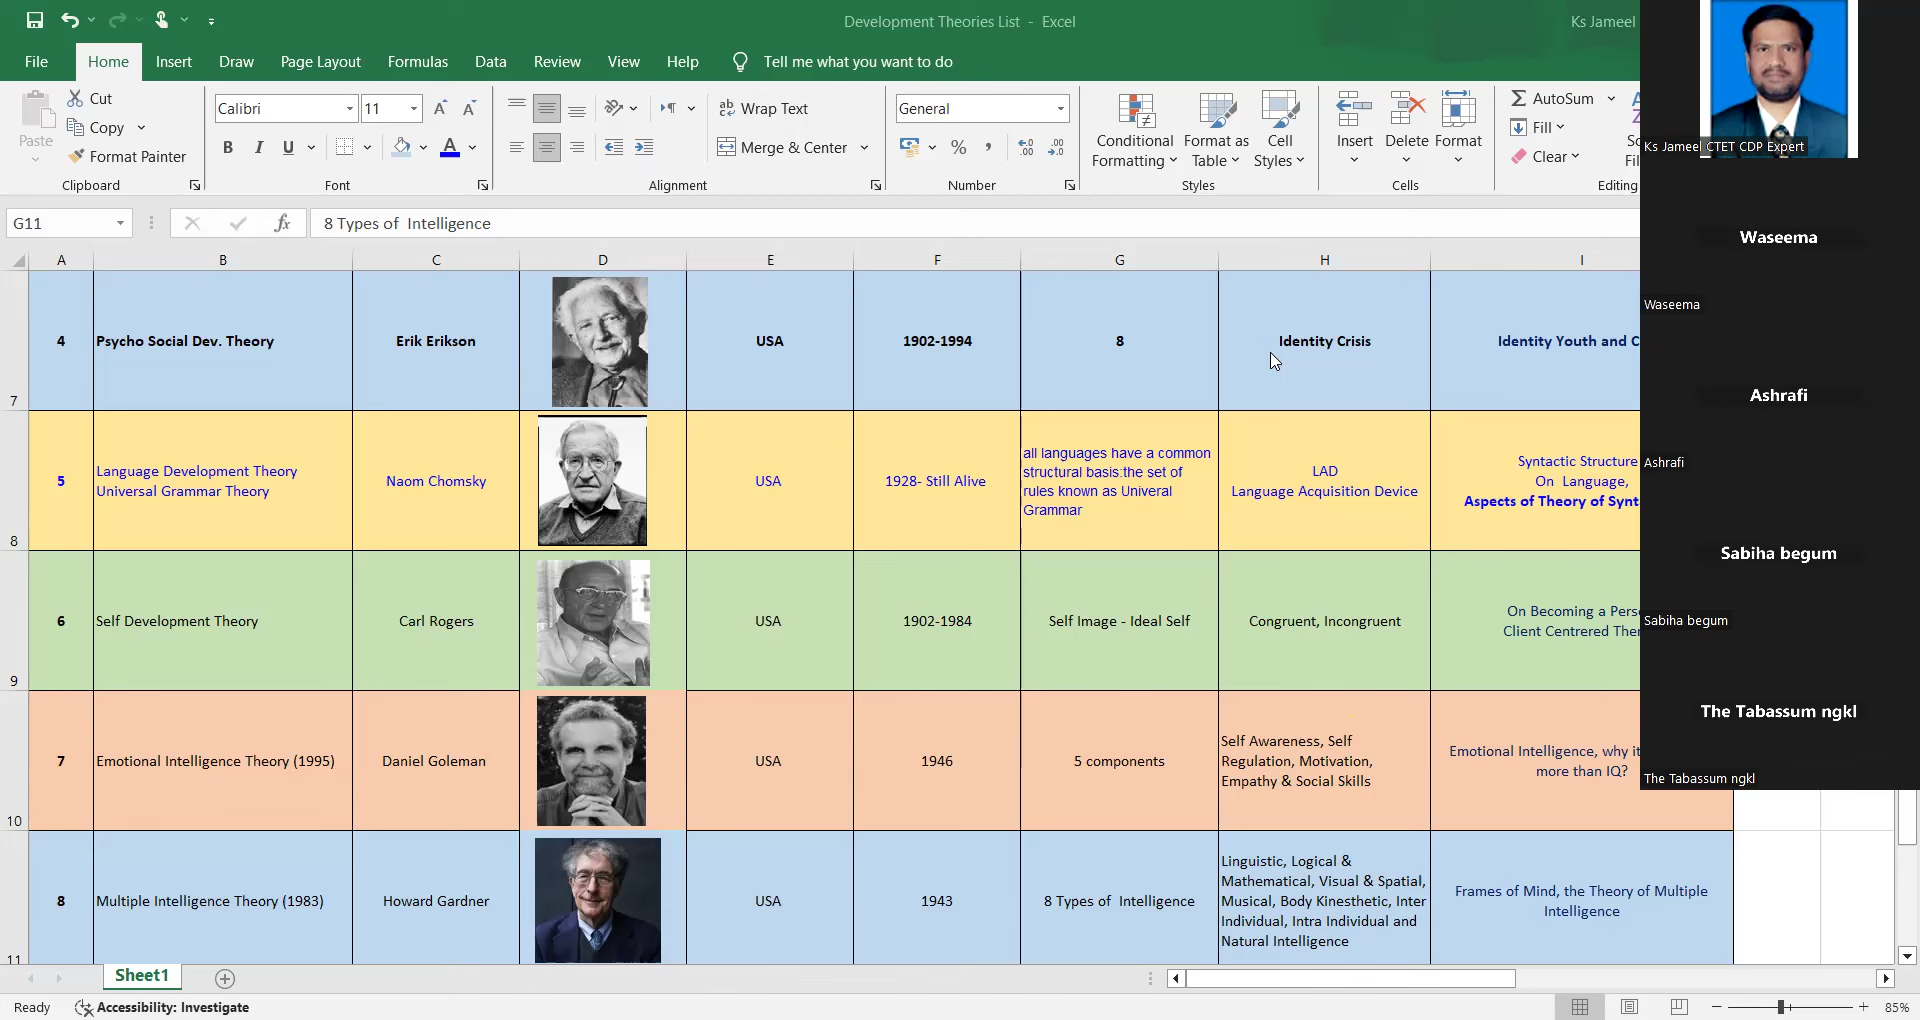 Development Theories List - Excel
Ks Jameel
File Home Insert Draw Page Layout Formulas Data Review View Help Tell me what you want to do
Paste
Cut
Copy
Format Painter
Clipboard
Calibri 11
B I U A
Font
ab Wrap Text
Merge & Center
Alignment
General
% ,
Number
Conditional Formatting
Format as Table
Cell Styles
Styles
Insert Delete Format
Cells
AutoSum
Fill
Clear
Editing
Ks Jameel CTET CDP Expert
G11
fx
8 Types of  Intelligence
A B C D E F G H I
7
4
Psycho Social Dev. Theory
Erik Erikson
USA
1902-1994
8
Identity Crisis
Identity Youth and C
8
5
Language Development Theory
Universal Grammar Theory
Naom Chomsky
USA
1928- Still Alive
all languages have a common
structural basis:the set of
rules known as Univeral
Grammar
LAD
Language Acquisition Device
Syntactic Structure
On  Language,
Aspects of Theory of Synt
9
6
Self Development Theory
Carl Rogers
USA
1902-1984
Self Image - Ideal Self
Congruent, Incongruent
On Becoming a Pers
Client Centrered Ther
10
7
Emotional Intelligence Theory (1995)
Daniel Goleman
USA
1946
5 components
Self Awareness, Self
Regulation, Motivation,
Empathy & Social Skills
Emotional Intelligence, why it
more than IQ?
11
8
Multiple Intelligence Theory (1983)
Howard Gardner
USA
1943
8 Types of  Intelligence
Linguistic, Logical &
Mathematical, Visual & Spatial,
Musical, Body Kinesthetic, Inter
Individual, Intra Individual and
Natural Intelligence
Frames of Mind, the Theory of Multiple
Intelligence
Waseema
Waseema
Ashrafi
Ashrafi
Sabiha begum
Sabiha begum
The Tabassum ngkl
The Tabassum ngkl
Sheet1
Ready
Accessibility: Investigate
85%